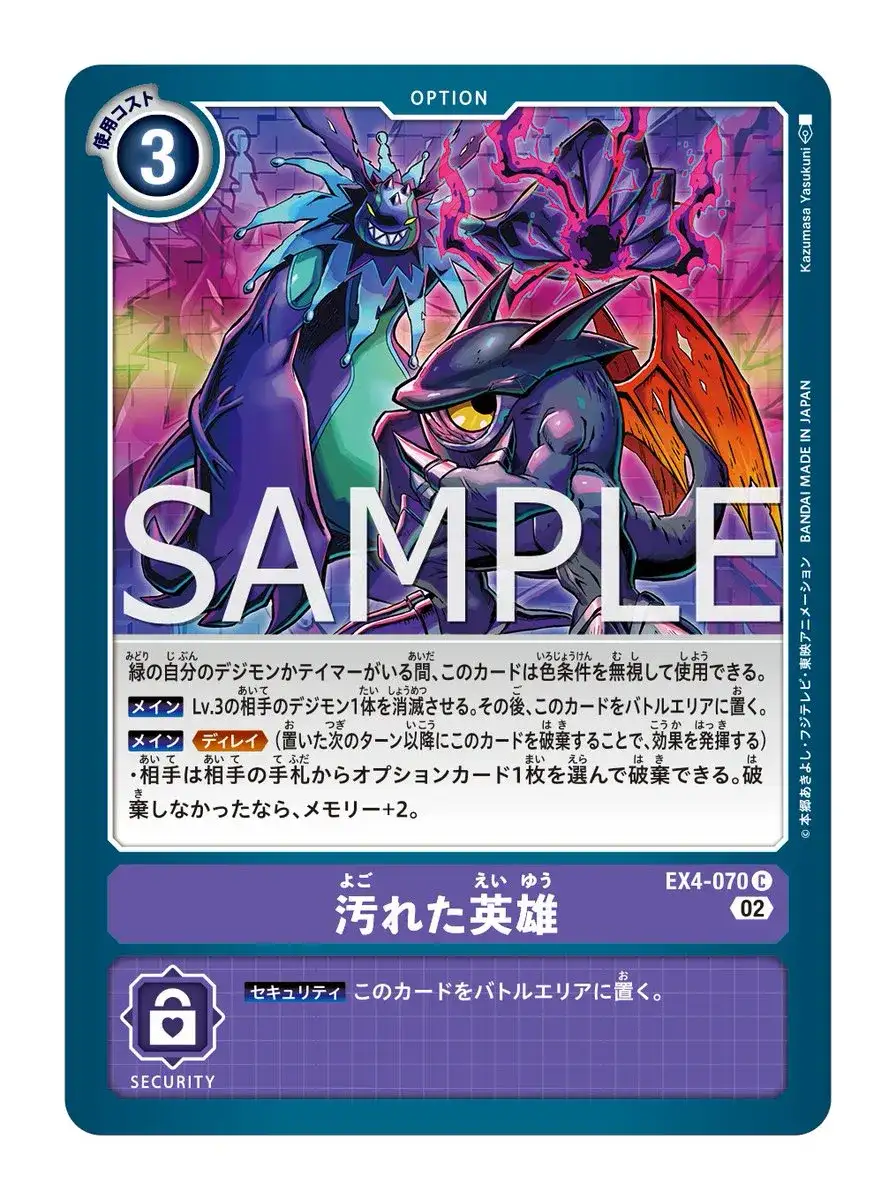 OPTION
使用コスト
3
Kazumasa Yasukuni
SAMPLE
緑の自分のデジモンかテイマーがいる間、このカードは色条件を無視して使用できる。
メイン Lv.3の相手のデジモン1体を消滅させる。その後、このカードをバトルエリアに置く。
メイン ディレイ (置いた次のターン以降にこのカードを破棄することで、効果を発揮する)
・相手は相手の手札からオプションカード1枚を選んで破棄できる。破
棄しなかったなら、メモリー+2。
©本郷あきよし・フジテレビ・東映アニメーション BANDAI MADE IN JAPAN
汚れた英雄
EX4-070 C
02
セキュリティ このカードをバトルエリアに置く。
SECURITY